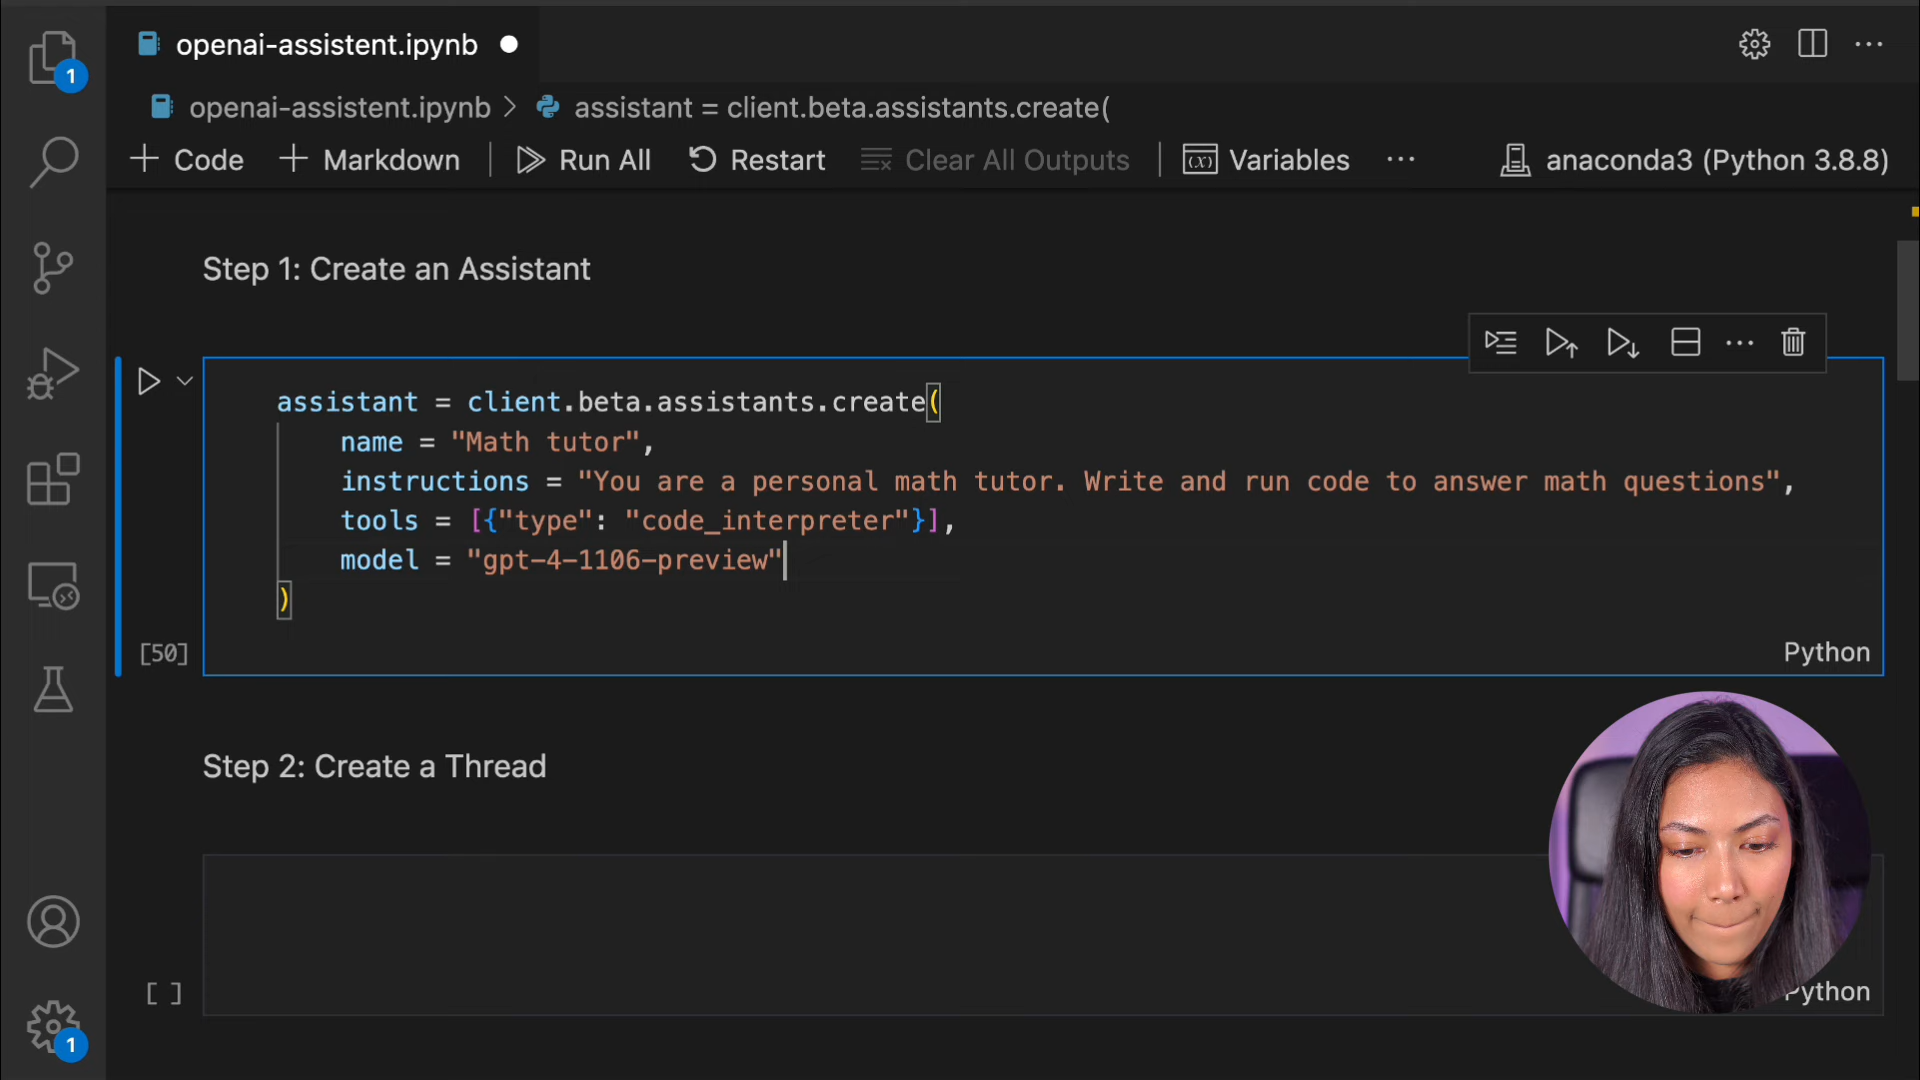 openai-assistent.ipynb
1
openai-assistent.ipynb > assistant = client.beta.assistants.create(
Code Markdown Run All Restart Clear All Outputs (x) Variables ... anaconda3 (Python 3.8.8)
Step 1: Create an Assistant
assistant = client.beta.assistants.create(
name = "Math tutor",
instructions = "You are a personal math tutor. Write and run code to answer math questions",
tools = [{"type": "code_interpreter"}],
model = "gpt-4-1106-preview"
)
[50]
Python
Step 2: Create a Thread
[ ]
Python
1